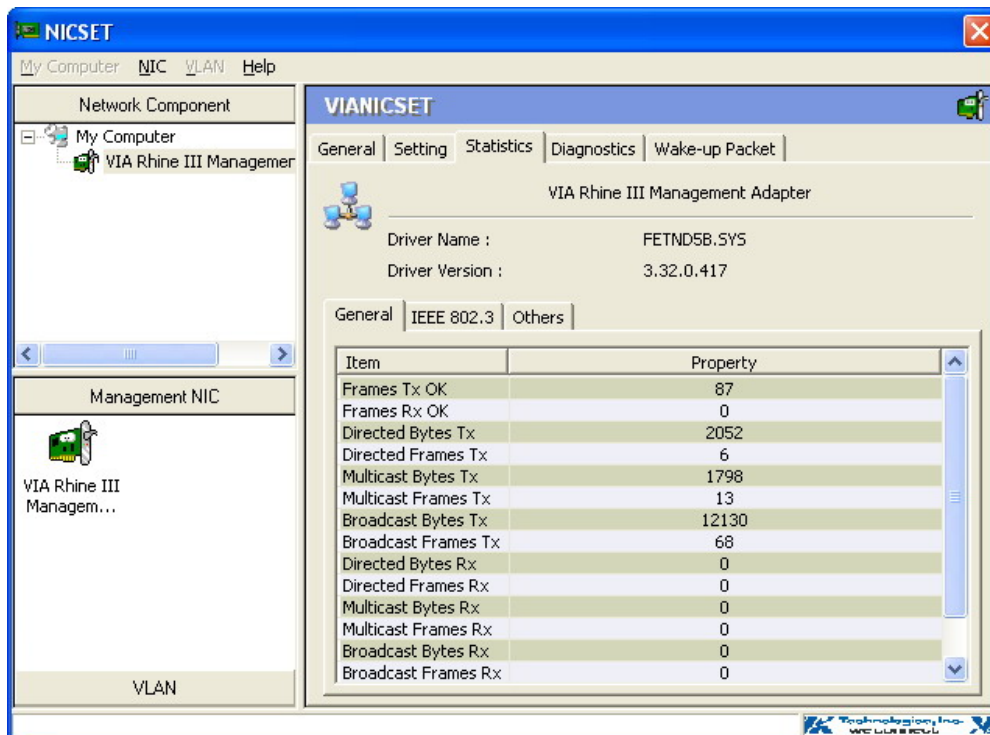 NICSET
My Computer NIC VLAN Help
Network Component
My Computer
VIA Rhine III Managemer
Management NIC
VIA Rhine III
Managem...
VLAN
VIANICSET
General Setting Statistics Diagnostics Wake-up Packet
VIA Rhine III Management Adapter
Driver Name : FETND5B.SYS
Driver Version : 3.32.0.417
General IEEE 802.3 Others
Item Property
Frames Tx OK 87
Frames Rx OK 0
Directed Bytes Tx 2052
Directed Frames Tx 6
Multicast Bytes Tx 1798
Multicast Frames Tx 13
Broadcast Bytes Tx 12130
Broadcast Frames Tx 68
Directed Bytes Rx 0
Directed Frames Rx 0
Multicast Bytes Rx 0
Multicast Frames Rx 0
Broadcast Bytes Rx 0
Broadcast Frames Rx 0
Technologies, Inc.
we connect